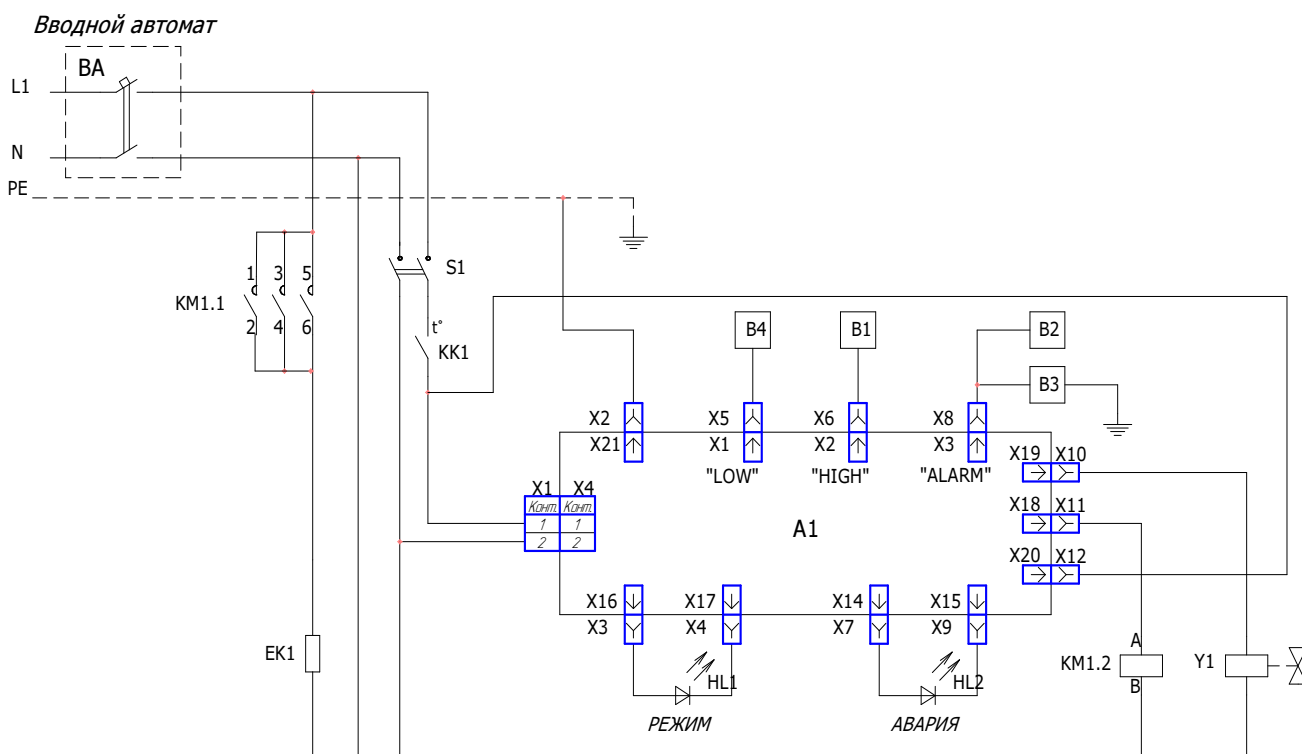 Вводной автомат
BA
L1
N
PE
S1
1 3 5
KM1.1
2 4 6
t°
KK1
B4
B1
B2
B3
X2
X5
X6
X8
X21
X1
X2
X3
"LOW"
"HIGH"
"ALARM"
X19 X10
X1 X4
Конт. Конт.
1 1
2 2
X18 X11
A1
X20 X12
X16
X17
X14
X15
X3
X4
X7
X9
EK1
HL1
HL2
A
KM1.2
B
Y1
РЕЖИМ
АВАРИЯ